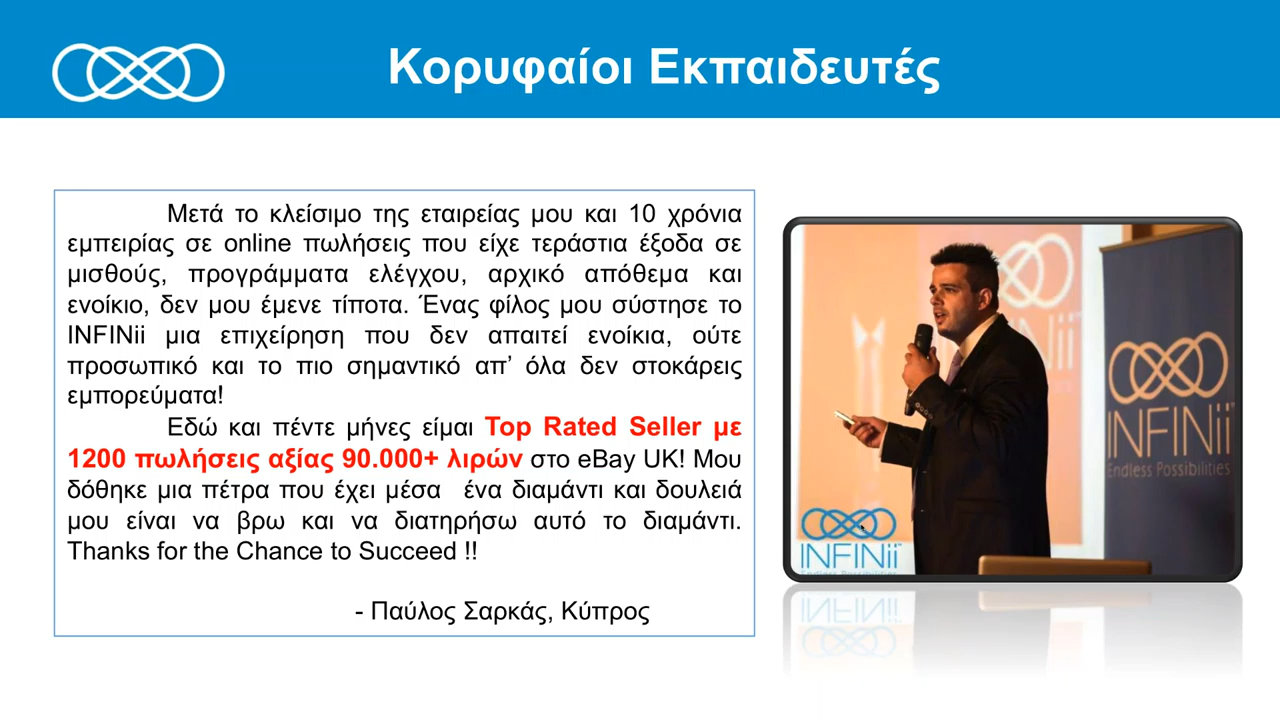 Κορυφαίοι Εκπαιδευτές
Μετά το κλείσιμο της εταιρείας μου και 10 χρόνια
εμπειρίας σε online πωλήσεις που είχε τεράστια έξοδα σε
μισθούς, προγράμματα ελέγχου, αρχικό απόθεμα και
ενοίκιο, δεν μου έμενε τίποτα. Ένας φίλος μου σύστησε το
INFINii μια επιχείρηση που δεν απαιτεί ενοίκια, ούτε
προσωπικό και το πιο σημαντικό απ’ όλα δεν στοκάρεις
εμπορεύματα!
Εδώ και πέντε μήνες είμαι Top Rated Seller με
1200 πωλήσεις αξίας 90.000+ λιρών στο eBay UK! Μου
δόθηκε μια πέτρα που έχει μέσα ένα διαμάντι και δουλειά
μου είναι να βρω και να διατηρήσω αυτό το διαμάντι.
Thanks for the Chance to Succeed !!
- Παύλος Σαρκάς, Κύπρος
INFINii™
Endless Possibilities
INFINii™
Endless Possibilities